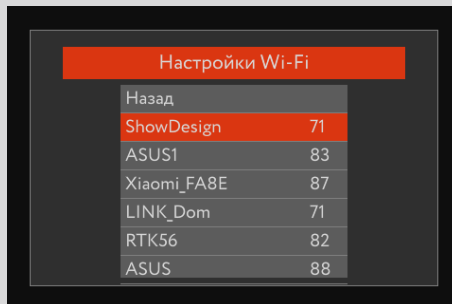 Настройки Wi-Fi
Назад
ShowDesign 71
ASUS1 83
Xiaomi_FA8E 87
LINK_Dom 71
RTK56 82
ASUS 88